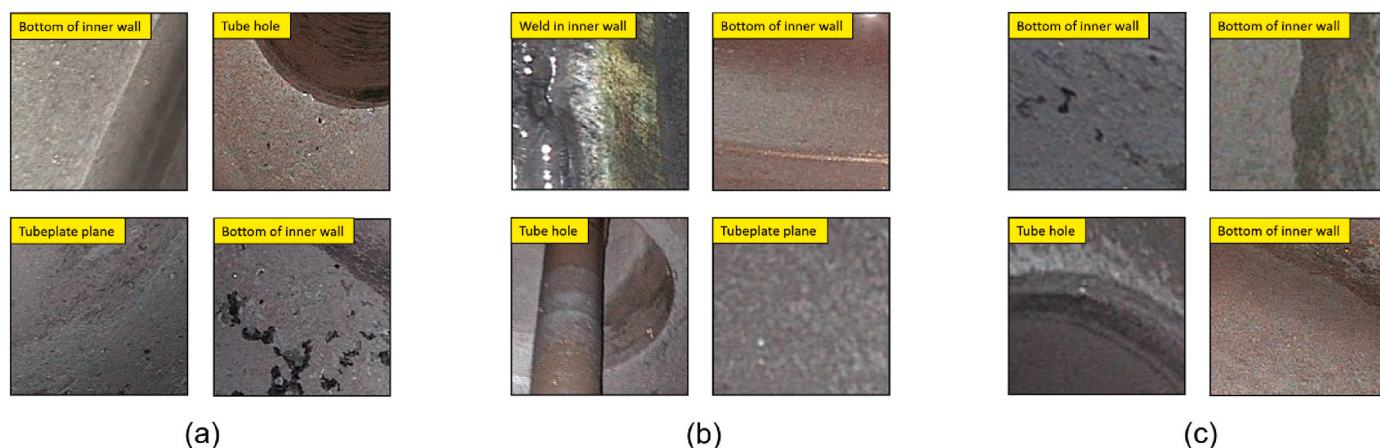 Bottom of inner wall
Tube hole
Weld in inner wall
Bottom of inner wall
Bottom of inner wall
Bottom of inner wall
Tubeplate plane
Bottom of inner wall
Tube hole
Tubeplate plane
Tube hole
Bottom of inner wall
(a)
(b)
(c)